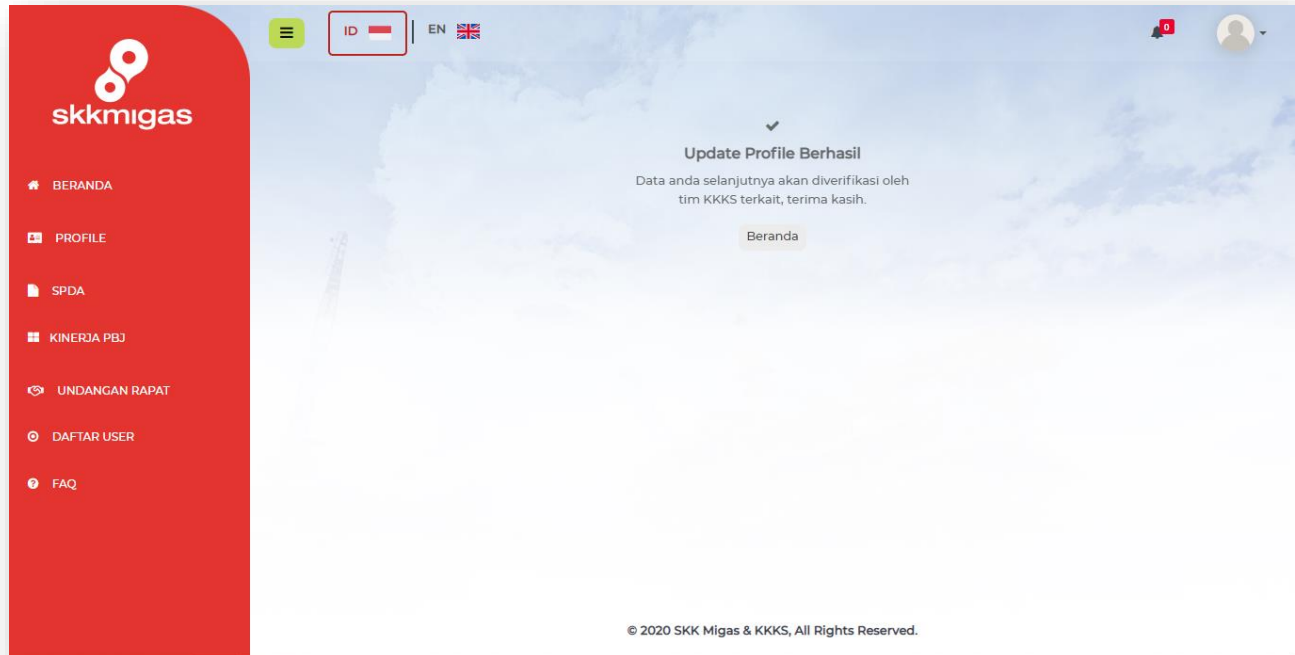 skkmigas
BERANDA
PROFILE
SPDA
KINERJA PBJ
UNDANGAN RAPAT
DAFTAR USER
FAQ
ID
EN
0
Update Profile Berhasil
Data anda selanjutnya akan diverifikasi oleh
tim KKKS terkait, terima kasih.
Beranda
© 2020 SKK Migas & KKKS, All Rights Reserved.